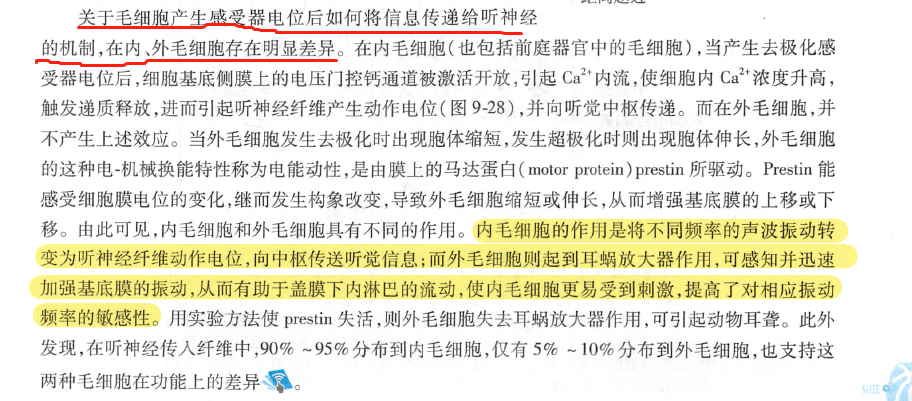 关于毛细胞产生感受器电位后如何将信息传递给听神经
的机制,在内、外毛细胞存在明显差异。在内毛细胞(也包括前庭器官中的毛细胞),当产生去极化感
受器电位后,细胞基底侧膜上的电压门控钙通道被激活开放,引起 Ca²⁺内流,使细胞内 Ca²⁺浓度升高,
触发递质释放,进而引起听神经纤维产生动作电位(图 9-28),并向听觉中枢传递。而在外毛细胞,并
不产生上述效应。当外毛细胞发生去极化时出现胞体缩短,发生超极化时则出现胞体伸长,外毛细胞
的这种电-机械换能特性称为电能动性,是由膜上的马达蛋白(motor protein)prestin 所驱动。Prestin 能
感受细胞膜电位的变化,继而发生构象改变,导致外毛细胞缩短或伸长,从而增强基底膜的上移或下
移。由此可见,内毛细胞和外毛细胞具有不同的作用。内毛细胞的作用是将不同频率的声波振动转
变为听神经纤维动作电位,向中枢传送听觉信息;而外毛细胞则起到耳蜗放大器作用,可感知并迅速
加强基底膜的振动,从而有助于盖膜下内淋巴的流动,使内毛细胞更易受到刺激,提高了对相应振动
频率的敏感性。用实验方法使 prestin 失活,则外毛细胞失去耳蜗放大器作用,可引起动物耳聋。此外
发现,在听神经传入纤维中,90% ~95%分布到内毛细胞,仅有 5% ~10%分布到外毛细胞,也支持这
两种毛细胞在功能上的差异。
NOTE